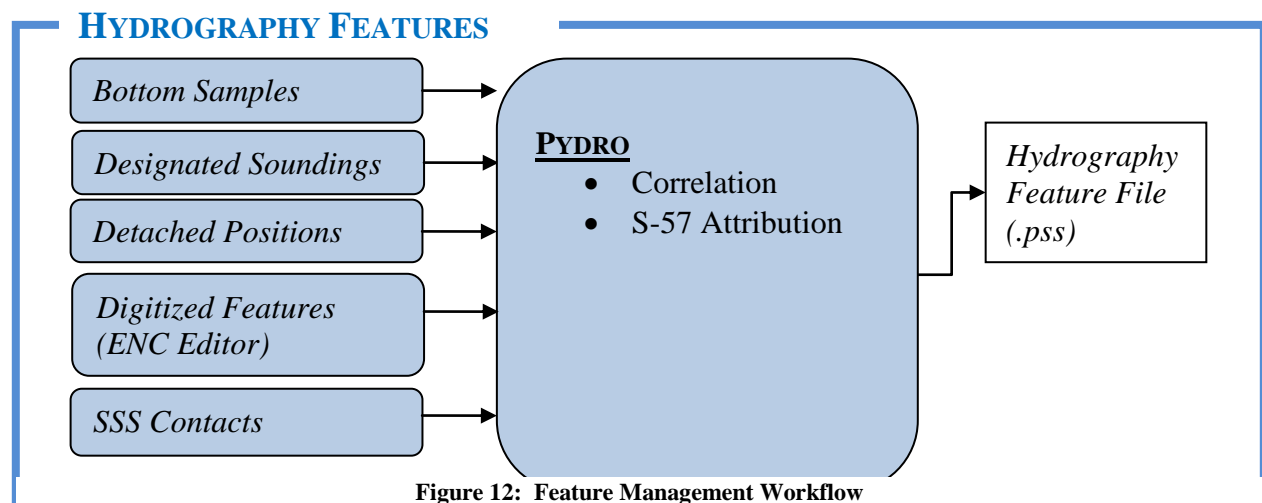 HYDROGRAPHY FEATURES
Bottom Samples
Designated Soundings
Detached Positions
Digitized Features
(ENC Editor)
SSS Contacts
PYDRO
• Correlation
• S-57 Attribution
Hydrography
Feature File
(.pss)
Figure 12: Feature Management Workflow